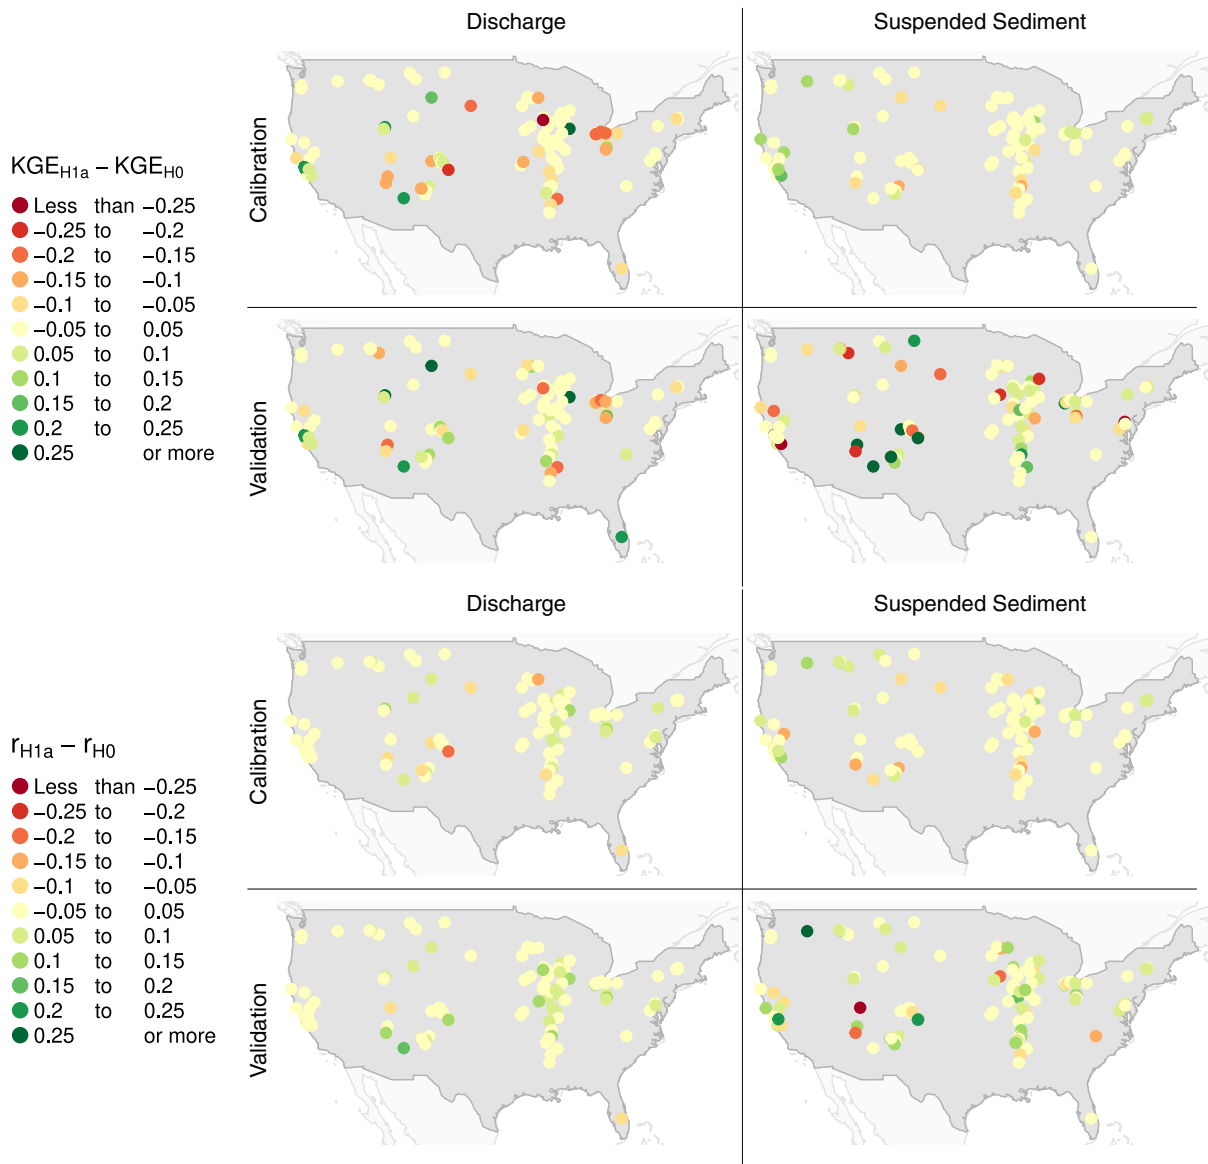 Discharge
Suspended Sediment
Calibration
KGE_H1a − KGE_H0
Less than −0.25
−0.25 to −0.2
−0.2 to −0.15
−0.15 to −0.1
−0.1 to −0.05
−0.05 to 0.05
0.05 to 0.1
0.1 to 0.15
0.15 to 0.2
0.2 to 0.25
0.25 or more
Validation
Discharge
Suspended Sediment
Calibration
r_H1a − r_H0
Less than −0.25
−0.25 to −0.2
−0.2 to −0.15
−0.15 to −0.1
−0.1 to −0.05
−0.05 to 0.05
0.05 to 0.1
0.1 to 0.15
0.15 to 0.2
0.2 to 0.25
0.25 or more
Validation